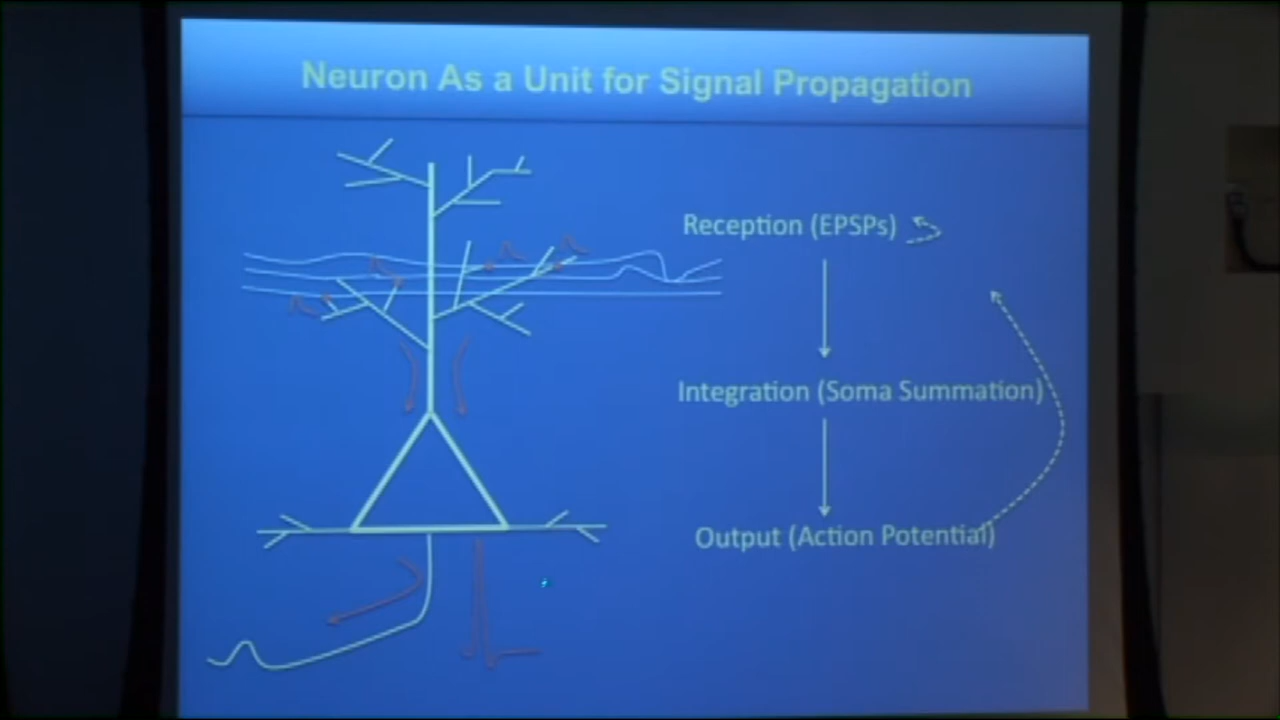 Neuron As a Unit for Signal Propagation
Reception (EPSPs)
Integration (Soma Summation)
Output (Action Potential)